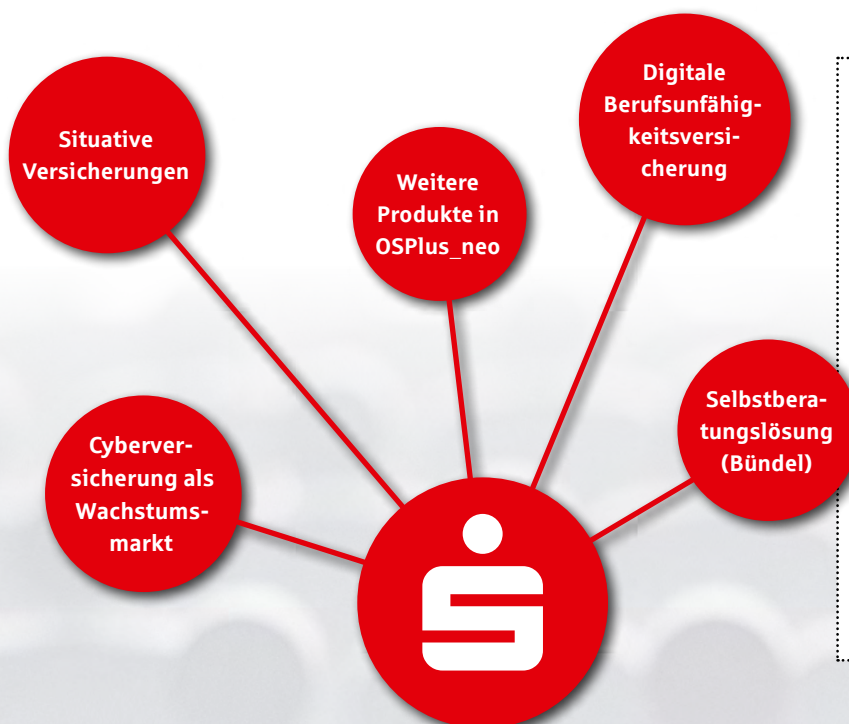 Situative
Versicherungen
Weitere
Produkte in
OSPlus_neo
Digitale
Berufsunfähig-
keitsversi-
cherung
Cyberver-
sicherung als
Wachstums-
markt
Selbstbera-
tungslösung
(Bündel)